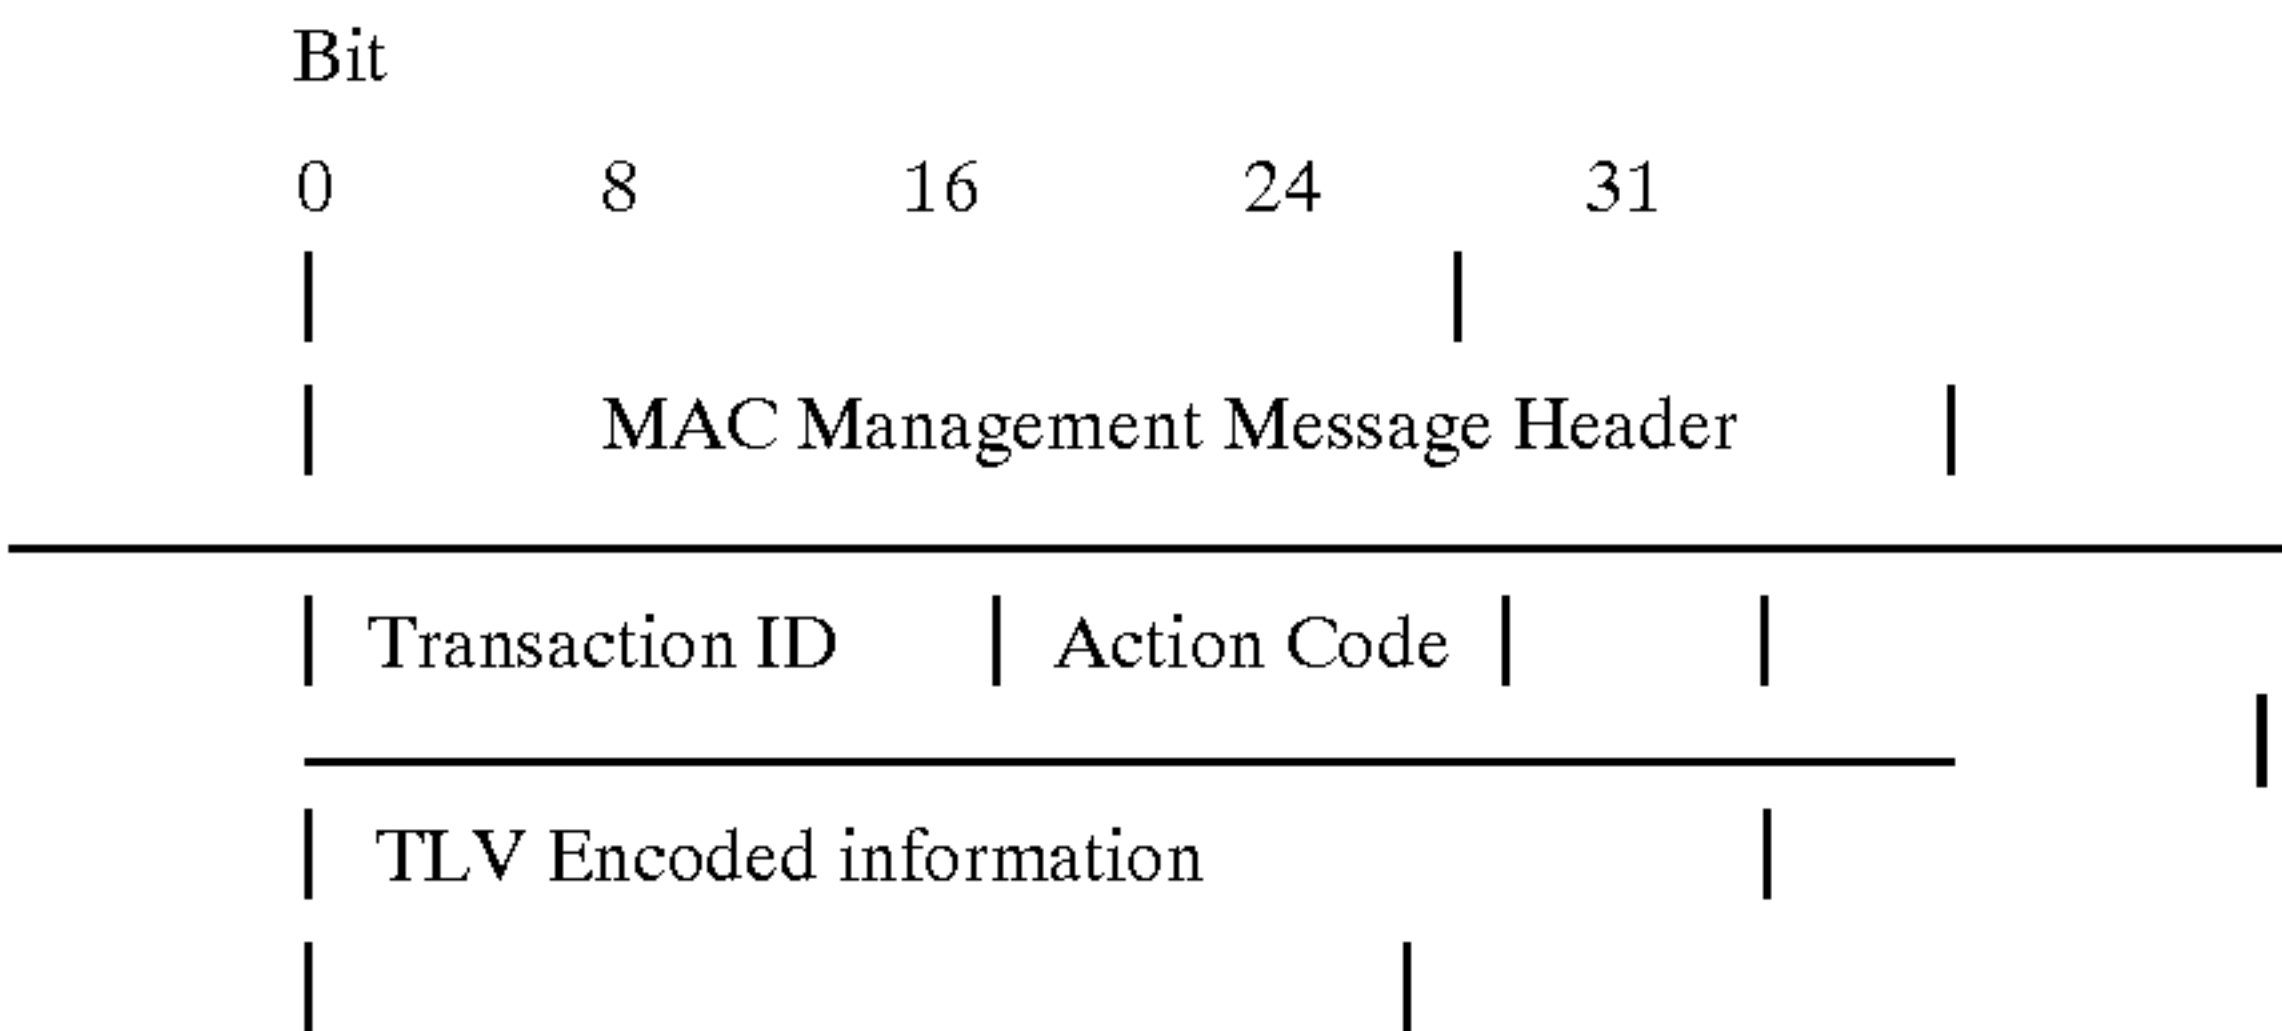 Bit
0 8 16 24 31
| |
| MAC Management Message Header |
| Transaction ID | Action Code | |
|
| TLV Encoded information |
| |